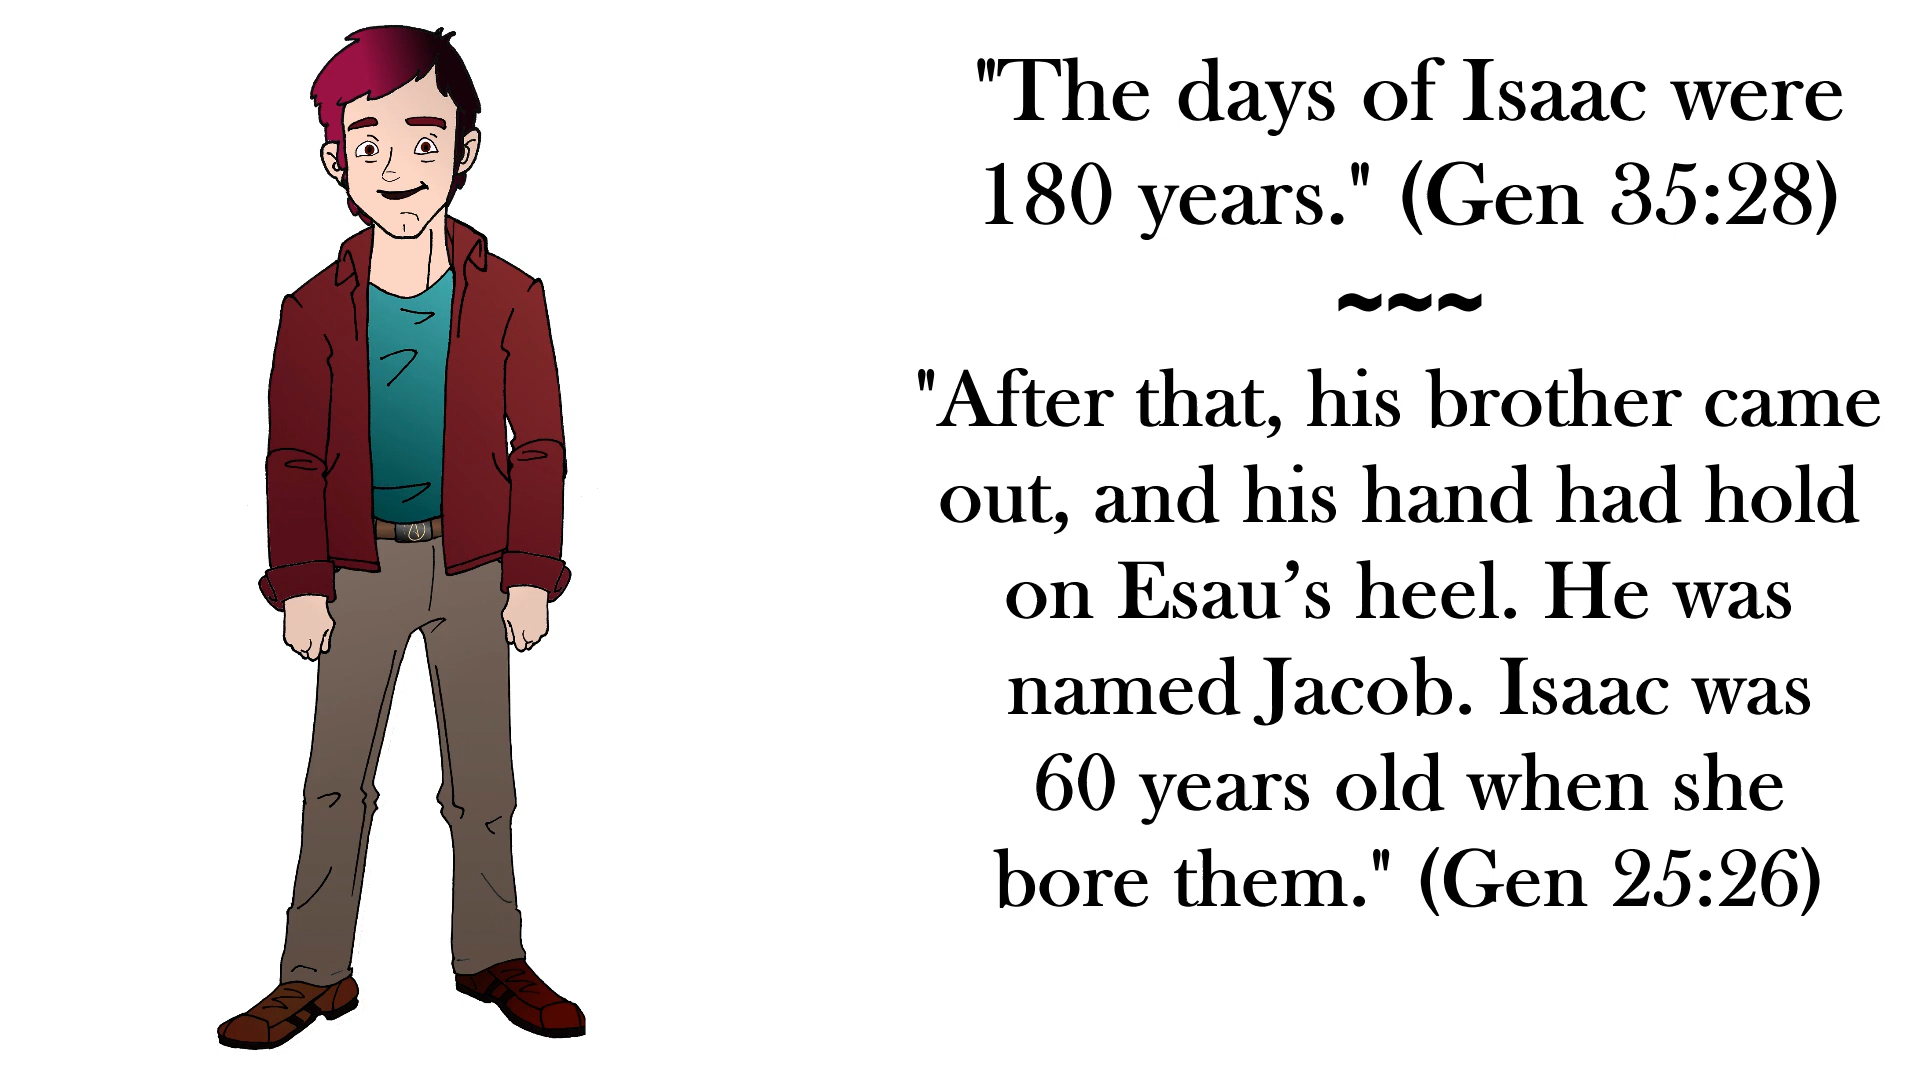 "The days of Isaac were
180 years." (Gen 35:28)
~~~
"After that, his brother came
out, and his hand had hold
on Esau’s heel. He was
named Jacob. Isaac was
60 years old when she
bore them." (Gen 25:26)